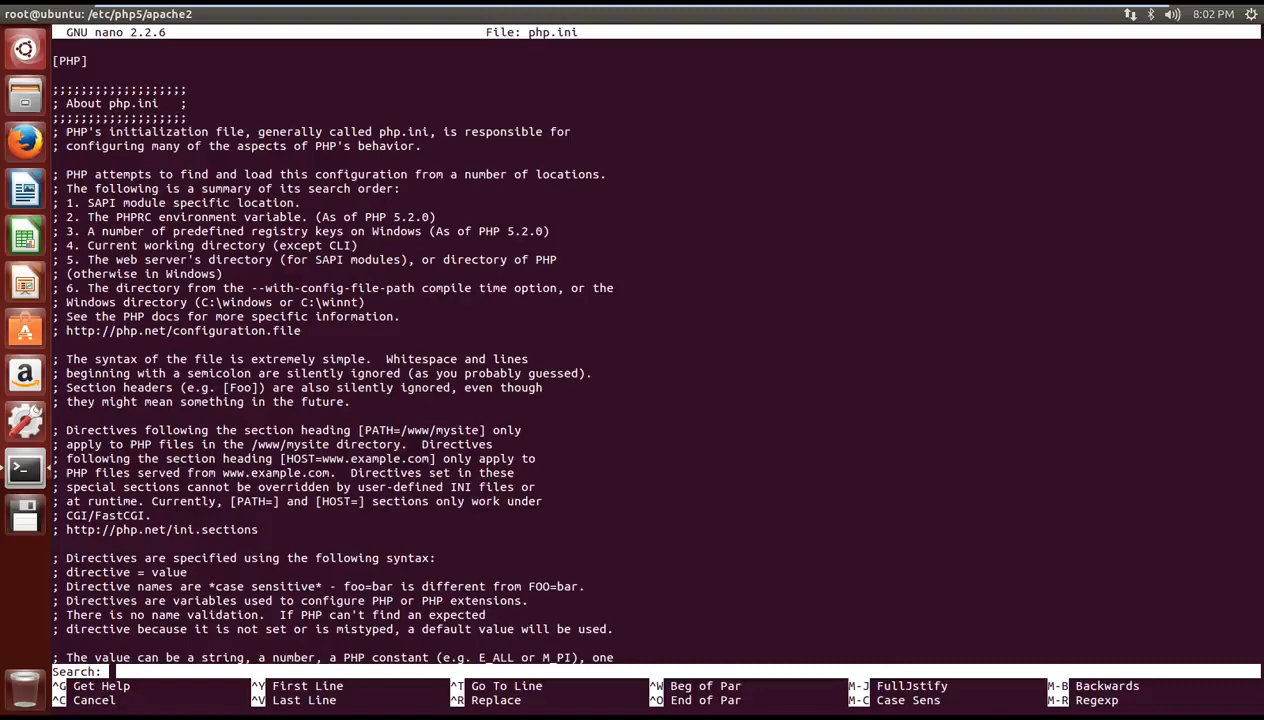 root@ubuntu: /etc/php5/apache2
8:02 PM
GNU nano 2.2.6 File: php.ini
[PHP]
;;;;;;;;;;;;;;;;;;;
; About php.ini   ;
;;;;;;;;;;;;;;;;;;;
; PHP's initialization file, generally called php.ini, is responsible for
; configuring many of the aspects of PHP's behavior.
; PHP attempts to find and load this configuration from a number of locations.
; The following is a summary of its search order:
; 1. SAPI module specific location.
; 2. The PHPRC environment variable. (As of PHP 5.2.0)
; 3. A number of predefined registry keys on Windows (As of PHP 5.2.0)
; 4. Current working directory (except CLI)
; 5. The web server's directory (for SAPI modules), or directory of PHP
; (otherwise in Windows)
; 6. The directory from the --with-config-file-path compile time option, or the
; Windows directory (C:\windows or C:\winnt)
; See the PHP docs for more specific information.
; http://php.net/configuration.file
; The syntax of the file is extremely simple.  Whitespace and lines
; beginning with a semicolon are silently ignored (as you probably guessed).
; Section headers (e.g. [Foo]) are also silently ignored, even though
; they might mean something in the future.
; Directives following the section heading [PATH=/www/mysite] only
; apply to PHP files in the /www/mysite directory.  Directives
; following the section heading [HOST=www.example.com] only apply to
; PHP files served from www.example.com.  Directives set in these
; special sections cannot be overridden by user-defined INI files or
; at runtime. Currently, [PATH=] and [HOST=] sections only work under
; CGI/FastCGI.
; http://php.net/ini.sections
; Directives are specified using the following syntax:
; directive = value
; Directive names are *case sensitive* - foo=bar is different from FOO=bar.
; Directives are variables used to configure PHP or PHP extensions.
; There is no name validation.  If PHP can't find an expected
; directive because it is not set or is mistyped, a default value will be used.
; The value can be a string, a number, a PHP constant (e.g. E_ALL or M_PI), one
Search:
^G Get Help ^Y First Line ^T Go To Line ^W Beg of Par M-J FullJstify M-B Backwards
^C Cancel ^V Last Line ^R Replace ^O End of Par M-C Case Sens M-R Regexp